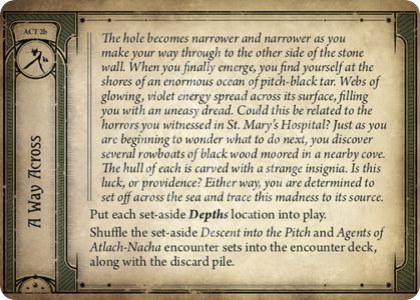 ACT 2b
A Way Across
The hole becomes narrower and narrower as you
make your way through to the other side of the stone
wall. When you finally emerge, you find yourself at the
shores of an enormous ocean of pitch-black tar. Webs of
glowing, violet energy spread across its surface, filling
you with an uneasy dread. Could this be related to the
horrors you witnessed in St. Mary's Hospital? Just as you
are beginning to wonder what to do next, you discover
several rowboats of black wood moored in a nearby cove.
The hull of each is carved with a strange insignia. Is this
luck, or providence? Either way, you are determined to
set off across the sea and trace this madness to its source.
Put each set-aside Depths location into play.
Shuffle the set-aside Descent into the Pitch and Agents of
Atlach-Nacha encounter sets into the encounter deck,
along with the discard pile.